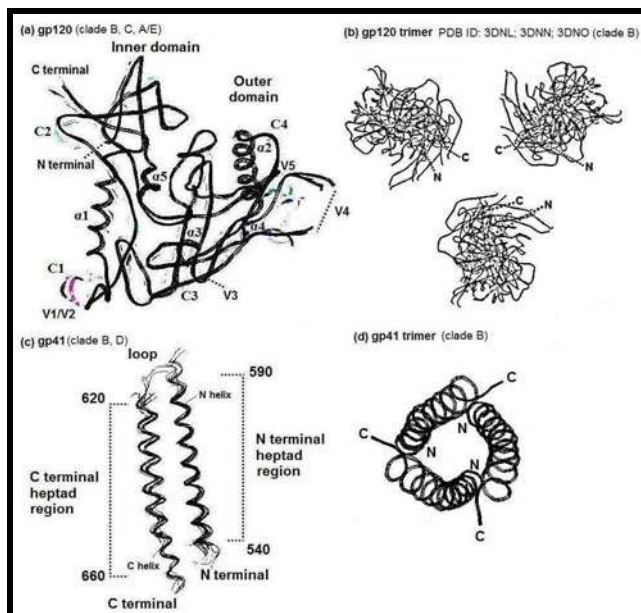 (a) gp120 (clade B, C, A/E)
Inner domain
C terminal
Outer domain
C2
C4
α2
N terminal
V5
α5
α1
V4
α3
α4
C1
C3
V3
V1/V2
(b) gp120 trimer PDB ID: 3DNL; 3DNN; 3DNO (clade B)
C
N
C
N
C
N
(c) gp41 (clade B, D)
loop
590
620
N helix
C terminal heptad region
N terminal heptad region
C helix
540
660
N terminal
C terminal
(d) gp41 trimer (clade B)
C
C
N
N
N
C